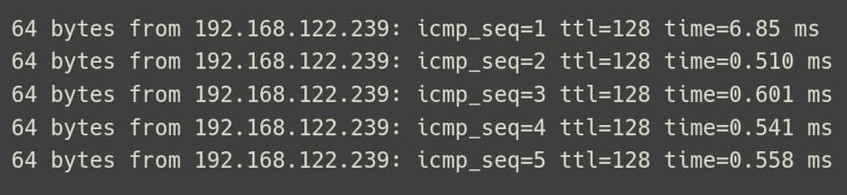 64 bytes from 192.168.122.239: icmp_seq=1 ttl=128 time=6.85 ms
64 bytes from 192.168.122.239: icmp_seq=2 ttl=128 time=0.510 ms
64 bytes from 192.168.122.239: icmp_seq=3 ttl=128 time=0.601 ms
64 bytes from 192.168.122.239: icmp_seq=4 ttl=128 time=0.541 ms
64 bytes from 192.168.122.239: icmp_seq=5 ttl=128 time=0.558 ms